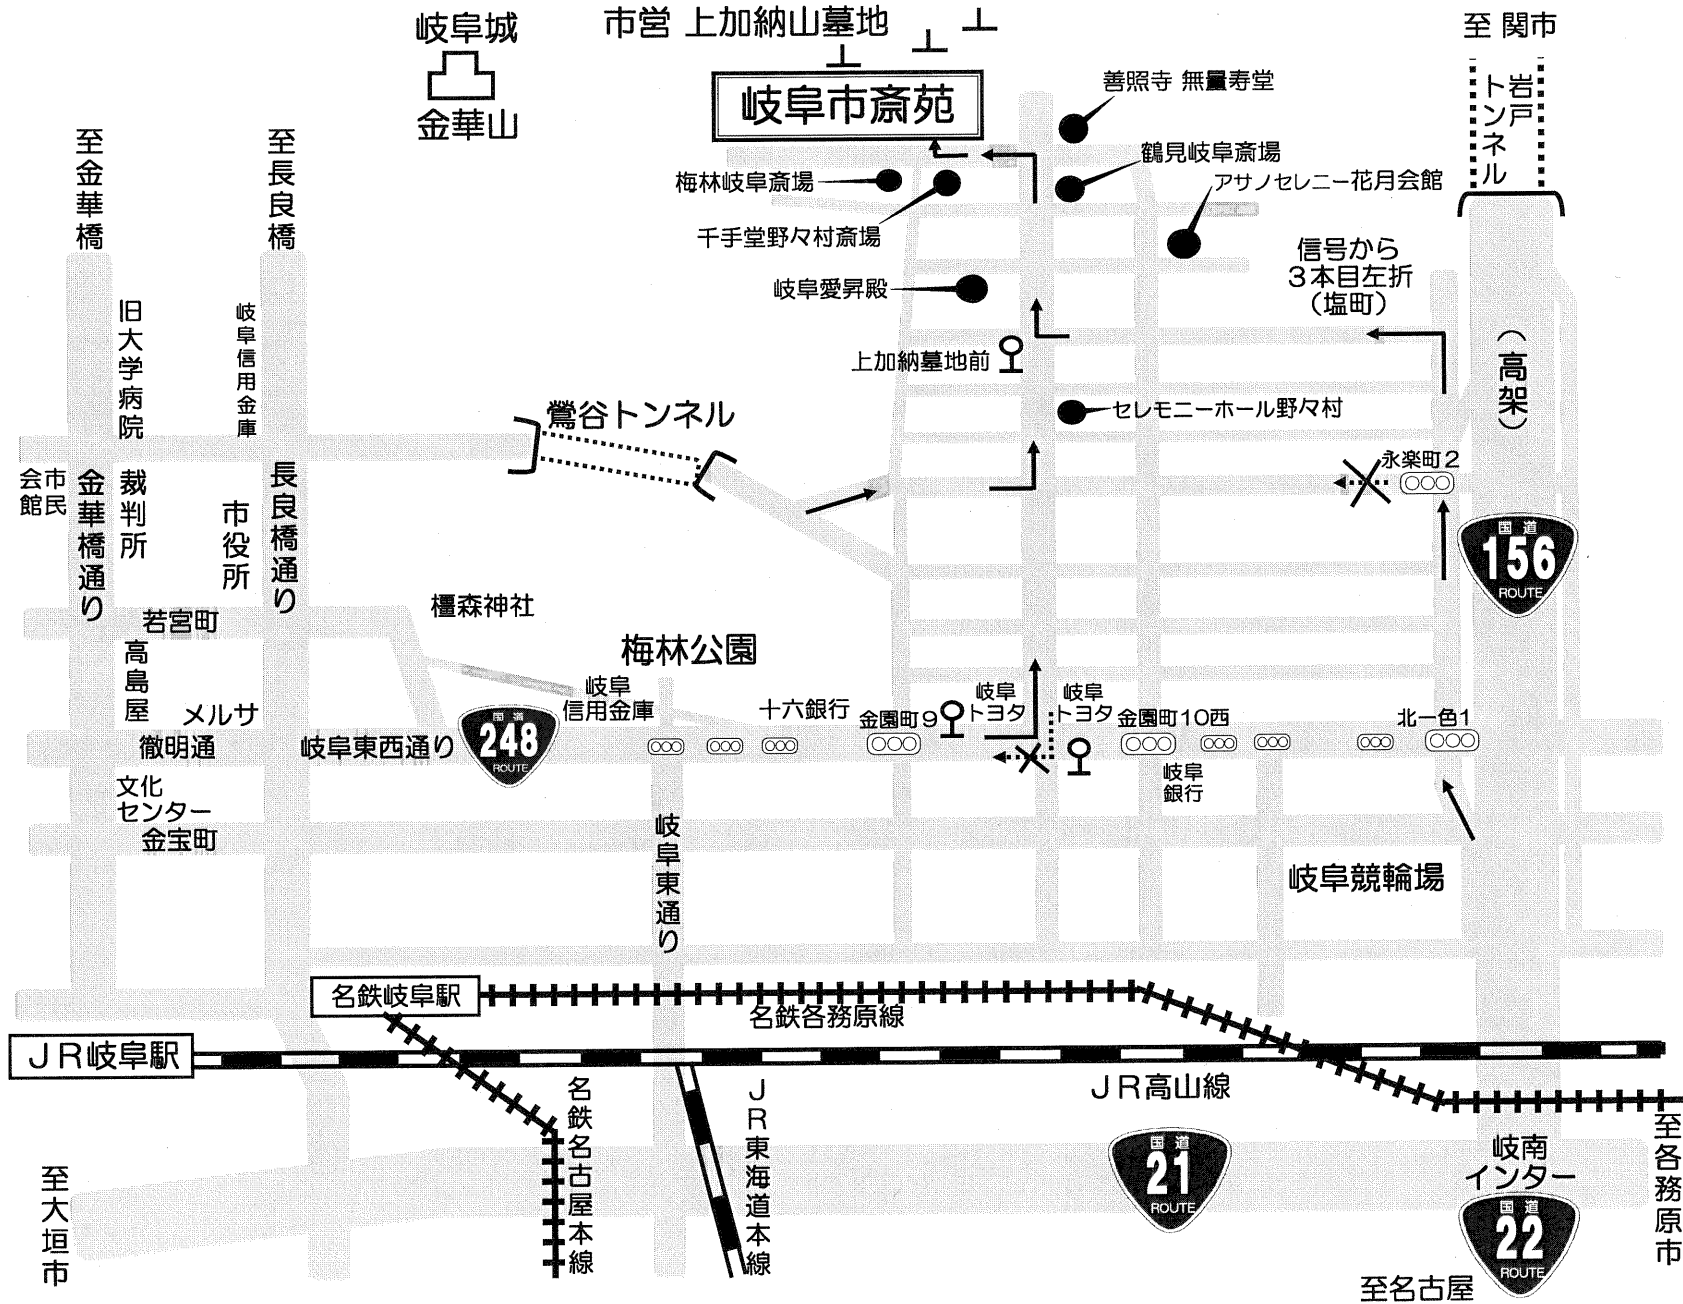 岐阜城
金華山
市営 上加納山墓地
岐阜市斎苑
至 関市
岩戸
トンネル
善照寺 無量寿堂
鶴見岐阜斎場
アサノセレニー花月会館
梅林岐阜斎場
千手堂野々村斎場
岐阜愛昇殿
信号から
3本目左折
(塩町)
至金華橋
至長良橋
旧大学病院
岐阜信用金庫
上加納墓地前
(高架)
鶯谷トンネル
セレモニーホール野々村
永楽町2
市民
会館
金華橋通り
裁判所
市役所
長良橋通り
国道
156
ROUTE
橿森神社
若宮町
梅林公園
高島屋
メルサ
徹明通
岐阜東西通り
国道
248
ROUTE
岐阜
信用金庫
十六銀行
金園町9
岐阜
トヨタ
岐阜
トヨタ
金園町10西
北一色1
岐阜
銀行
文化
センター
金宝町
岐阜東通り
岐阜競輪場
名鉄岐阜駅
名鉄各務原線
JR岐阜駅
JR高山線
名鉄名古屋本線
JR東海道本線
国道
21
ROUTE
岐南
インター
国道
22
ROUTE
至各務原市
至大垣市
至名古屋